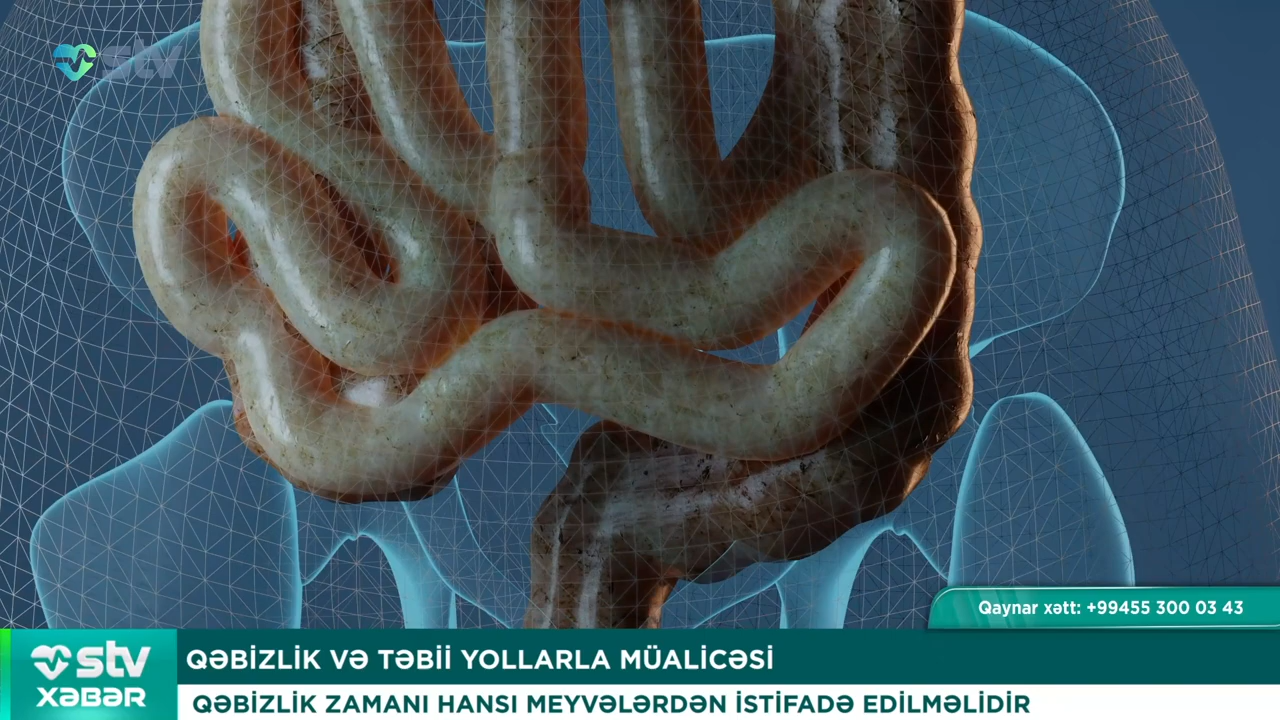 stv
Qaynar xətt: +99455 300 03 43
stv
XƏBƏR
QƏBİZLİK VƏ TƏBİİ YOLLARLA MÜALİCƏSİ
QƏBİZLİK ZAMANI HANSI MEYVƏLƏRDƏN İSTİFADƏ EDİLMƏLİDİR